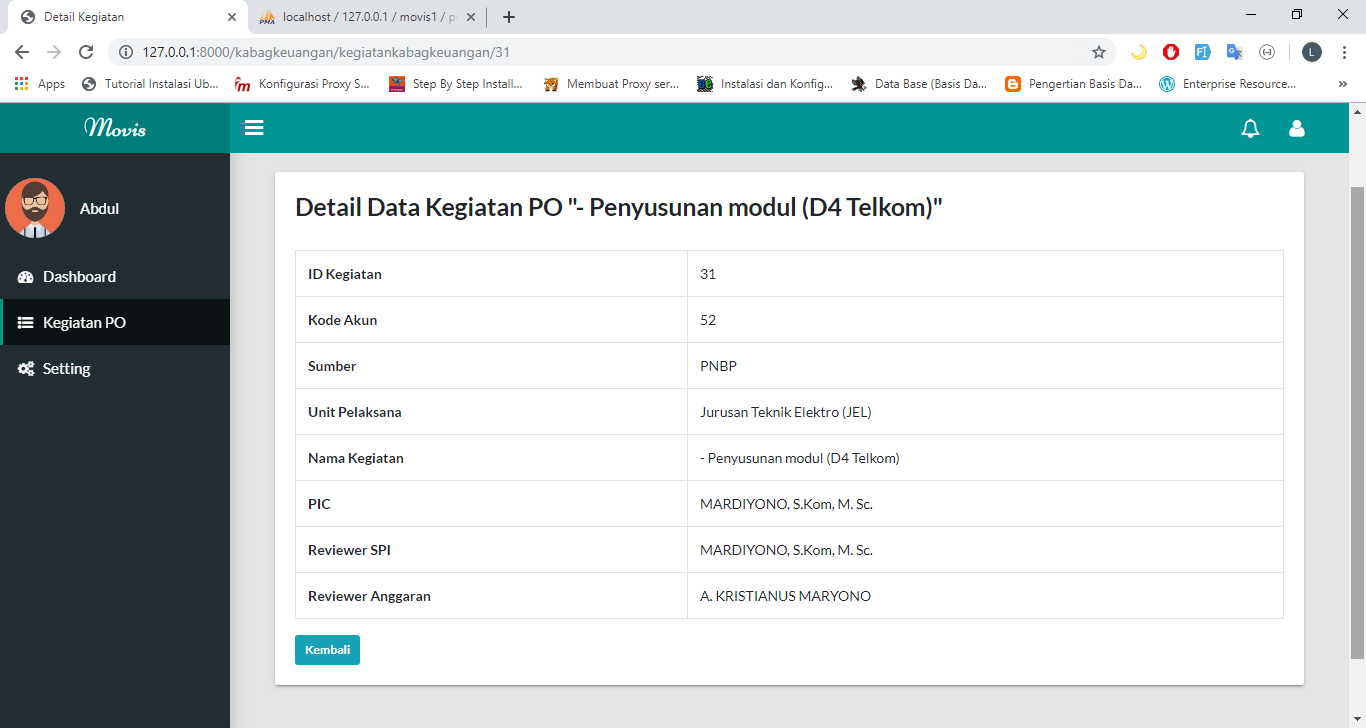 Detail Kegiatan
localhost / 127.0.0.1 / movis1 / p
127.0.0.1:8000/kabagkeuangan/kegiatankabagkeuangan/31
L
Apps
Tutorial Instalasi Ub...
Konfigurasi Proxy S...
Step By Step Install...
Membuat Proxy ser...
Instalasi dan Konfig...
Data Base (Basis Da...
Pengertian Basis Da...
Enterprise Resource...
»
Movis
Abdul
Dashboard
Kegiatan PO
Setting
Detail Data Kegiatan PO "- Penyusunan modul (D4 Telkom)"
ID Kegiatan 31
Kode Akun 52
Sumber PNBP
Unit Pelaksana Jurusan Teknik Elektro (JEL)
Nama Kegiatan - Penyusunan modul (D4 Telkom)
PIC MARDIYONO, S.Kom, M. Sc.
Reviewer SPI MARDIYONO, S.Kom, M. Sc.
Reviewer Anggaran A. KRISTIANUS MARYONO
Kembali